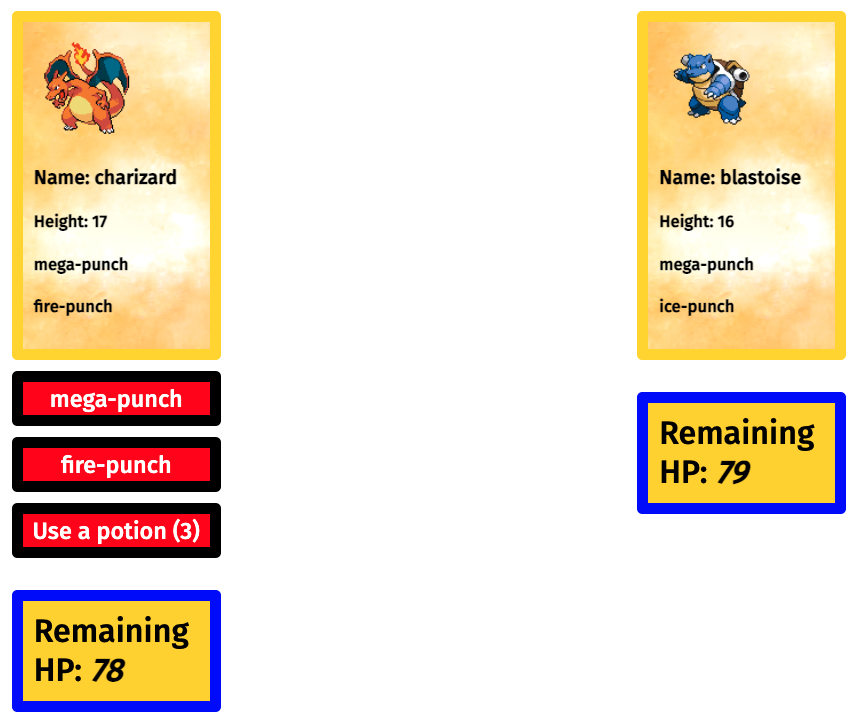 Name: charizard
Height: 17
mega-punch
fire-punch
mega-punch
fire-punch
Use a potion (3)
Remaining
HP: 78
Name: blastoise
Height: 16
mega-punch
ice-punch
Remaining
HP: 79